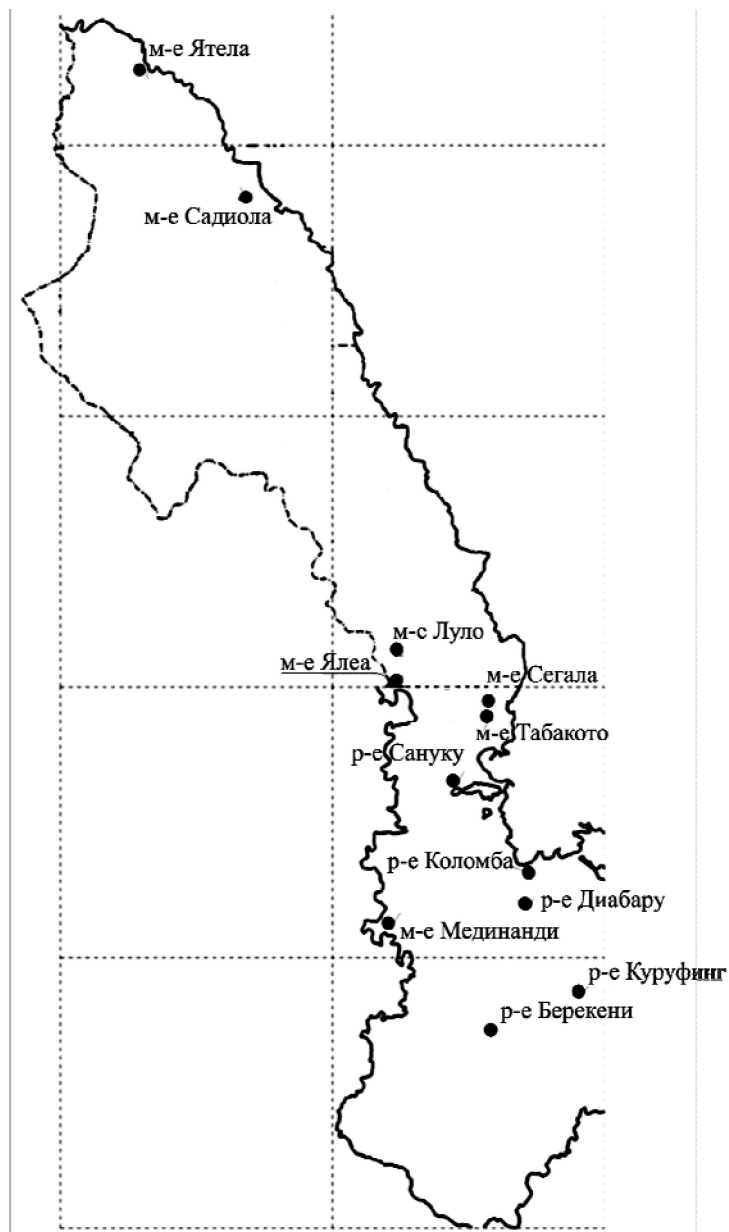 м-е Ятела
м-е Садиола
м-с Луло
м-е Ялеа
м-е Сегала
м-е Табакото
р-е Сануку
р
р-е Коломба
р-е Диабару
м-е Мединанди
р-е Куруфинг
р-е Берекени